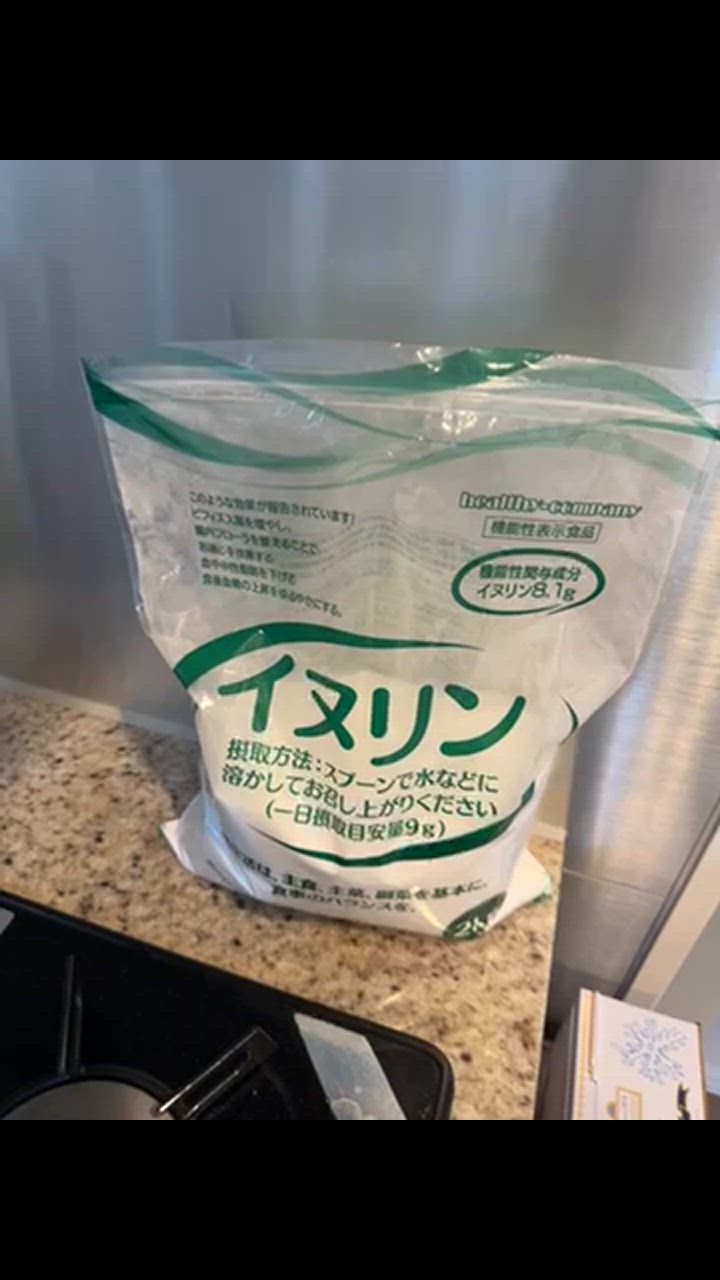 このような効果が報告されています)
ビフィズス菌を増やし、
腸内フローラを整えることで、
お通じを改善する
血中中性脂肪を下げる
食後血糖の上昇を緩やかにする。
healthy-company
機能性表示食品
機能性関与成分
イヌリン8.1g
イヌリン
摂取方法:スプーンで水などに
溶かしてお召し上がりください
(一日摂取目安量9g)
は、主食、主菜、副菜を基本に、
食事のバランスを。